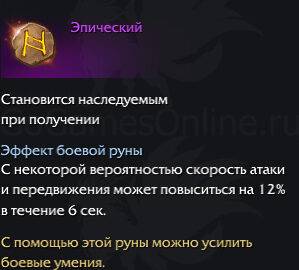 Эпический
Становится наследуемым
при получении
Эффект боевой руны
С некоторой вероятностью скорость атаки
и передвижения может повыситься на 12%
в течение 6 сек.
С помощью этой руны можно усилить
боевые умения.